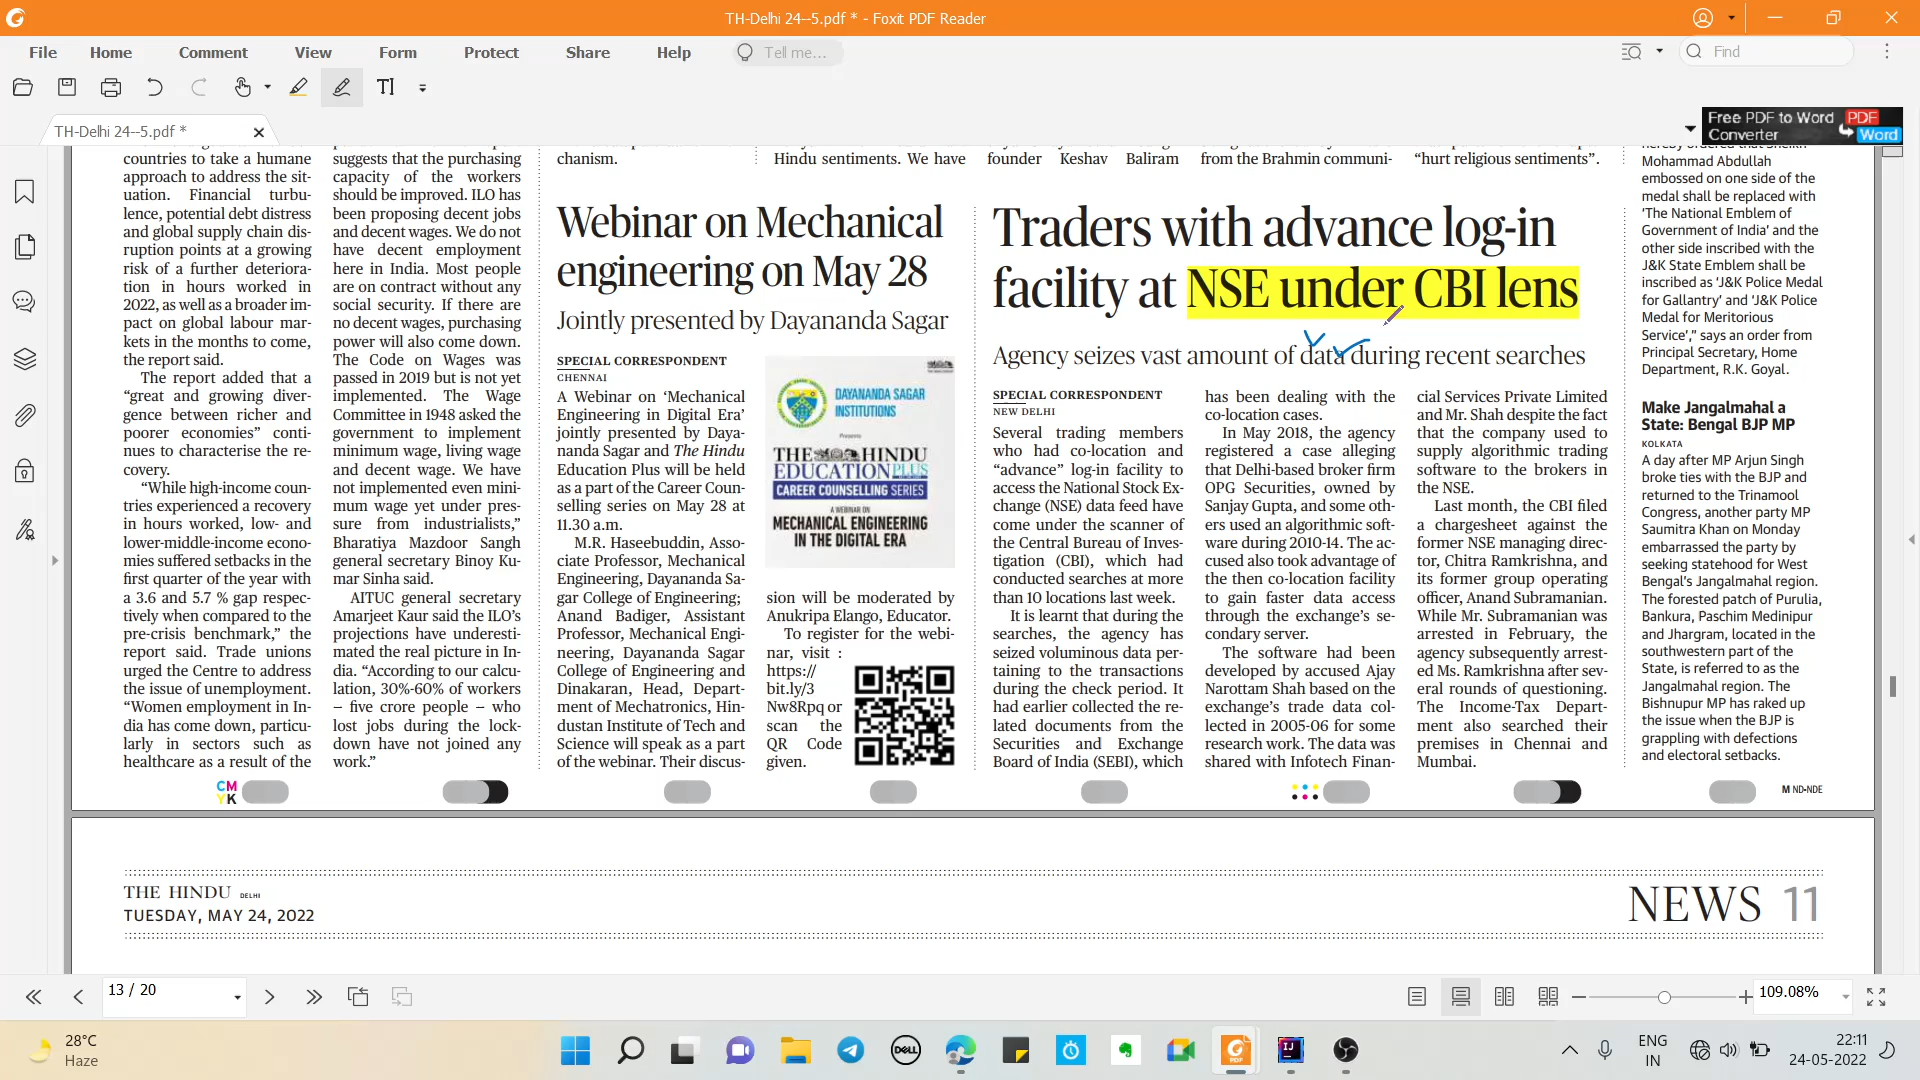 TH-Delhi 24--5.pdf * - Foxit PDF Reader
File Home Comment View Form Protect Share Help Tell me... Find
TH-Delhi 24--5.pdf *
Free PDF to Word
Converter
PDF
Word
countries to take a humane
approach to address the sit-
uation. Financial turbu-
lence, potential debt distress
and global supply chain dis-
ruption points at a growing
risk of a further deteriora-
tion in hours worked in
2022, as well as a broader im-
pact on global labour mar-
kets in the months to come,
the report said.
The report added that a
“great and growing diver-
gence between richer and
poorer economies” conti-
nues to characterise the re-
covery.
“While high-income coun-
tries experienced a recovery
in hours worked, low- and
lower-middle-income econo-
mies suffered setbacks in the
first quarter of the year with
a 3.6 and 5.7 % gap respec-
tively when compared to the
pre-crisis benchmark,” the
report said. Trade unions
urged the Centre to address
the issue of unemployment.
“Women employment in In-
dia has come down, particu-
larly in sectors such as
healthcare as a result of the
suggests that the purchasing
capacity of the workers
should be improved. ILO has
been proposing decent jobs
and decent wages. We do not
have decent employment
here in India. Most people
are on contract without any
social security. If there are
no decent wages, purchasing
power will also come down.
The Code on Wages was
passed in 2019 but is not yet
implemented. The Wage
Committee in 1948 asked the
government to implement
minimum wage, living wage
and decent wage. We have
not implemented even mini-
mum wage yet under pres-
sure from industrialists,”
Bharatiya Mazdoor Sangh
general secretary Binoy Ku-
mar Sinha said.
AITUC general secretary
Amarjeet Kaur said the ILO’s
projections have underesti-
mated the real picture in In-
dia. “According to our calcu-
lation, 30%-60% of workers
– five crore people – who
lost jobs during the lock-
down have not joined any
work.”
chanism.
Hindu sentiments. We have
founder Keshav Baliram
from the Brahmin communi-
“hurt religious sentiments”.
Webinar on Mechanical
engineering on May 28
Jointly presented by Dayananda Sagar
SPECIAL CORRESPONDENT
CHENNAI
A Webinar on ‘Mechanical
Engineering in Digital Era’
jointly presented by Daya-
nanda Sagar and The Hindu
Education Plus will be held
as a part of the Career Coun-
selling series on May 28 at
11.30 a.m.
M.R. Haseebuddin, Asso-
ciate Professor, Mechanical
Engineering, Dayananda Sa-
gar College of Engineering;
Anand Badiger, Assistant
Professor, Mechanical Engi-
neering, Dayananda Sagar
College of Engineering and
Dinakaran, Head, Depart-
ment of Mechatronics, Hin-
dustan Institute of Tech and
Science will speak as a part
of the webinar. Their discus-
DAYANANDA SAGAR
INSTITUTIONS
Presents
THE HINDU
EDUCATION PLUS
CAREER COUNSELLING SERIES
A WEBINAR ON
MECHANICAL ENGINEERING
IN THE DIGITAL ERA
sion will be moderated by
Anukripa Elango, Educator.
To register for the webi-
nar, visit :
https://
bit.ly/3
Nw8Rpq or
scan the
QR Code
given.
Traders with advance log-in
facility at NSE under CBI lens
Agency seizes vast amount of data during recent searches
SPECIAL CORRESPONDENT
NEW DELHI
Several trading members
who had co-location and
“advance” log-in facility to
access the National Stock Ex-
change (NSE) data feed have
come under the scanner of
the Central Bureau of Inves-
tigation (CBI), which had
conducted searches at more
than 10 locations last week.
It is learnt that during the
searches, the agency has
seized voluminous data per-
taining to the transactions
during the check period. It
had earlier collected the re-
lated documents from the
Securities and Exchange
Board of India (SEBI), which
has been dealing with the
co-location cases.
In May 2018, the agency
registered a case alleging
that Delhi-based broker firm
OPG Securities, owned by
Sanjay Gupta, and some oth-
ers used an algorithmic soft-
ware during 2010-14. The ac-
cused also took advantage of
the then co-location facility
to gain faster data access
through the exchange’s se-
condary server.
The software had been
developed by accused Ajay
Narottam Shah based on the
exchange’s trade data col-
lected in 2005-06 for some
research work. The data was
shared with Infotech Finan-
cial Services Private Limited
and Mr. Shah despite the fact
that the company used to
supply algorithmic trading
software to the brokers in
the NSE.
Last month, the CBI filed
a chargesheet against the
former NSE managing direc-
tor, Chitra Ramkrishna, and
its former group operating
officer, Anand Subramanian.
While Mr. Subramanian was
arrested in February, the
agency subsequently arrest-
ed Ms. Ramkrishna after sev-
eral rounds of questioning.
The Income-Tax Depart-
ment also searched their
premises in Chennai and
Mumbai.
Mohammad Abdullah
embossed on one side of the
medal shall be replaced with
‘The National Emblem of
Government of India’ and the
other side inscribed with the
J&K State Emblem shall be
inscribed as ‘J&K Police Medal
for Gallantry’ and ‘J&K Police
Medal for Meritorious
Service’,” says an order from
Principal Secretary, Home
Department, R.K. Goyal.
Make Jangalmahal a
State: Bengal BJP MP
KOLKATA
A day after MP Arjun Singh
broke ties with the BJP and
returned to the Trinamool
Congress, another party MP
Saumitra Khan on Monday
embarrassed the party by
seeking statehood for West
Bengal’s Jangalmahal region.
The forested patch of Purulia,
Bankura, Paschim Medinipur
and Jhargram, located in the
southwestern part of the
State, is referred to as the
Jangalmahal region. The
Bishnupur MP has raked up
the issue when the BJP is
grappling with defections
and electoral setbacks.
CM
YK
M ND-NDE
THE HINDU DELHI
TUESDAY, MAY 24, 2022
NEWS 11
13 / 20
109.08%
28°C
Haze
DELL
IJ
PDF
ENG
IN
22:11
24-05-2022